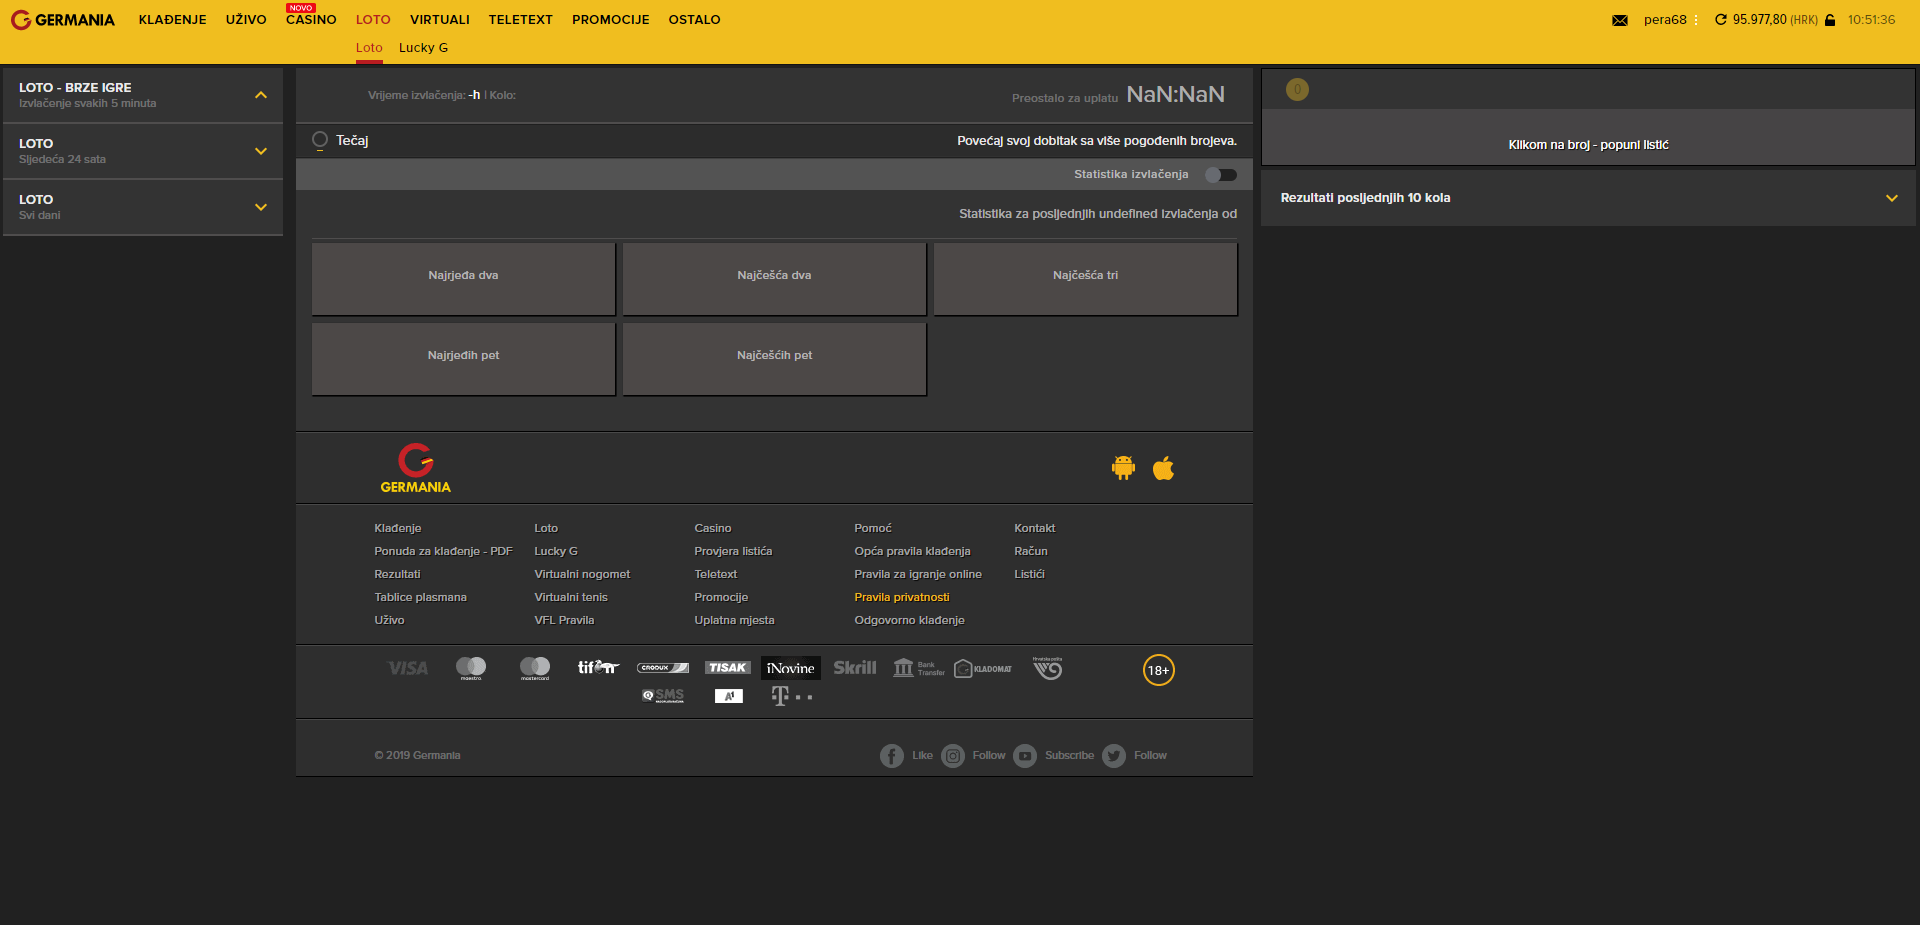 GERMANIA
KLAĐENJE
UŽIVO
NOVO
CASINO
LOTO
VIRTUALI
TELETEXT
PROMOCIJE
OSTALO
pera68
95.977,80 (HRK)
10:51:36
Loto
Lucky G
LOTO - BRZE IGRE
Izvlačenje svakih 5 minuta
LOTO
Sljedeća 24 sata
LOTO
Svi dani
Vrijeme izvlačenja: -h | Kolo:
Preostalo za uplatu NaN:NaN
Tečaj
Povećaj svoj dobitak sa više pogođenih brojeva.
Statistika izvlačenja
Statistika za posljednjih undefined izvlačenja od
Najrjeđa dva
Najčešća dva
Najčešća tri
Najrjeđih pet
Najčešćih pet
0
Klikom na broj - popuni listić
Rezultati posljednjih 10 kola
GERMANIA
Klađenje
Ponuda za klađenje - PDF
Rezultati
Tablice plasmana
Uživo
Loto
Lucky G
Virtualni nogomet
Virtualni tenis
VFL Pravila
Casino
Provjera listića
Teletext
Promocije
Uplatna mjesta
Pomoć
Opća pravila klađenja
Pravila za igranje online
Pravila privatnosti
Odgovorno klađenje
Kontakt
Račun
Listići
VISA
maestro
mastercard
tifon
CRODUX
TISAK
iNovine
Skrill
Bank
Transfer
KLADOMAT
Hrvatska pošta
18+
SMS
A1
T
© 2019 Germania
Like
Follow
Subscribe
Follow